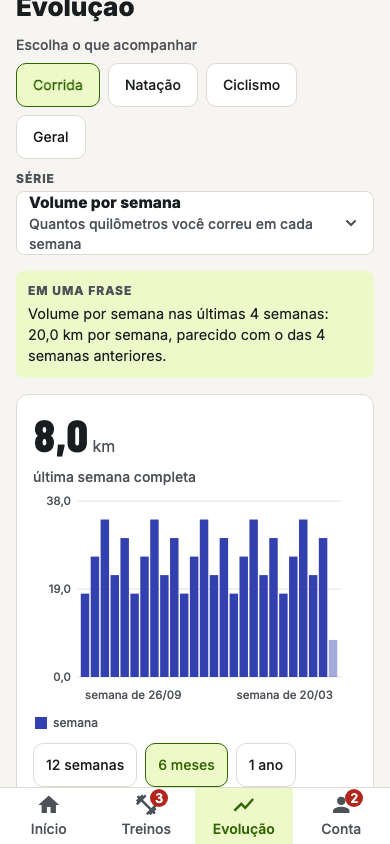 Evolução
Escolha o que acompanhar
Corrida
Natação
Ciclismo
Geral
SÉRIE
Volume por semana
Quantos quilômetros você correu em cada
semana
EM UMA FRASE
Volume por semana nas últimas 4 semanas:
20,0 km por semana, parecido com o das 4
semanas anteriores.
8,0 km
última semana completa
38,0
19,0
0,0
semana de 26/09
semana de 20/03
semana
12 semanas
6 meses
1 ano
3
2
Início
Treinos
Evolução
Conta